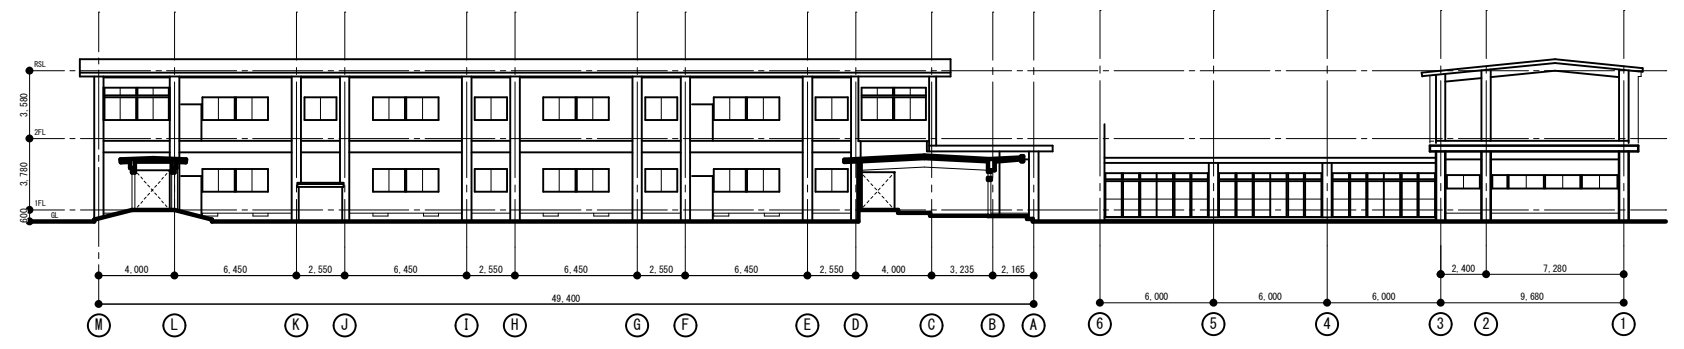 RSL
3,580
2FL
3,780
1FL
600
GL
4,000 6,450 2,550 6,450 2,550 6,450 2,550 6,450 2,550 4,000 3,235 2,165
2,400 7,280
49,400
6,000 6,000 6,000 9,680
M L K J I H G F E D C B A 6 5 4 3 2 1